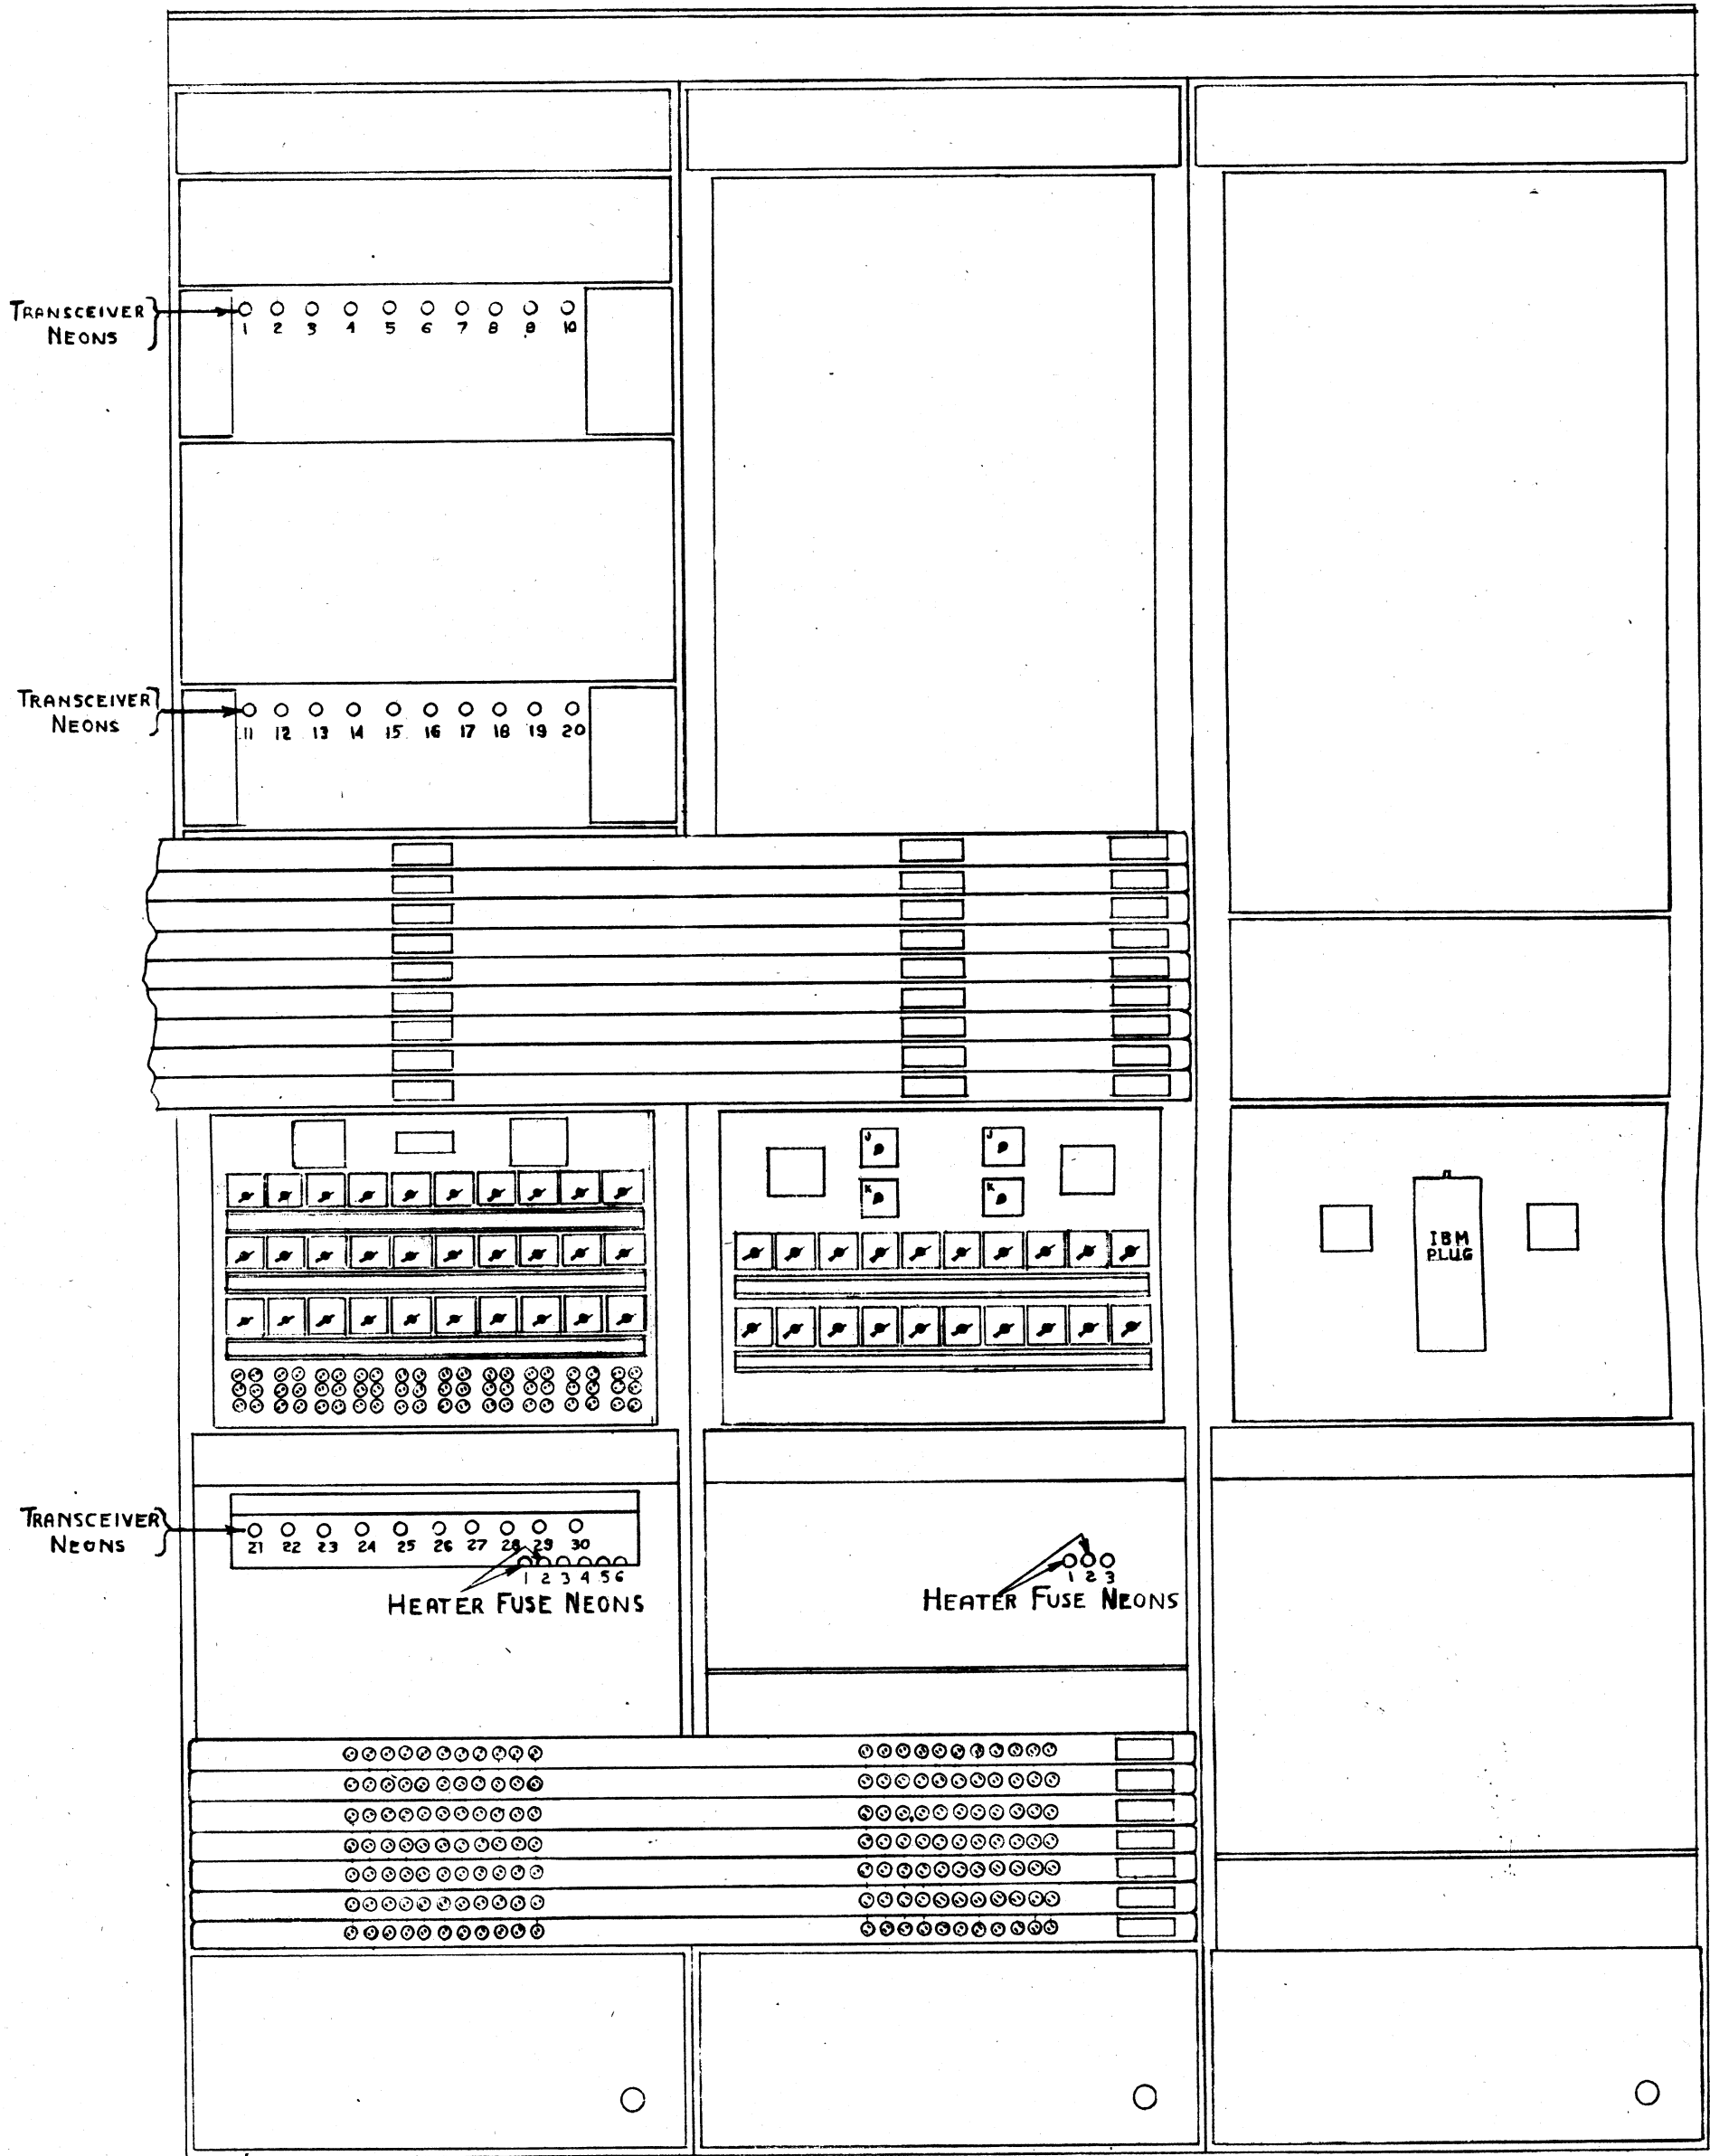 TRANSCEIVER
NEONS
1 2 3 4 5 6 7 8 9 10
TRANSCEIVER
NEONS
11 12 13 14 15 16 17 18 19 20
J J
K K
IBM
PLUG
TRANSCEIVER
NEONS
21 22 23 24 25 26 27 28 29 30
1 2 3 4 5 6
HEATER FUSE NEONS
1 2 3
HEATER FUSE NEONS